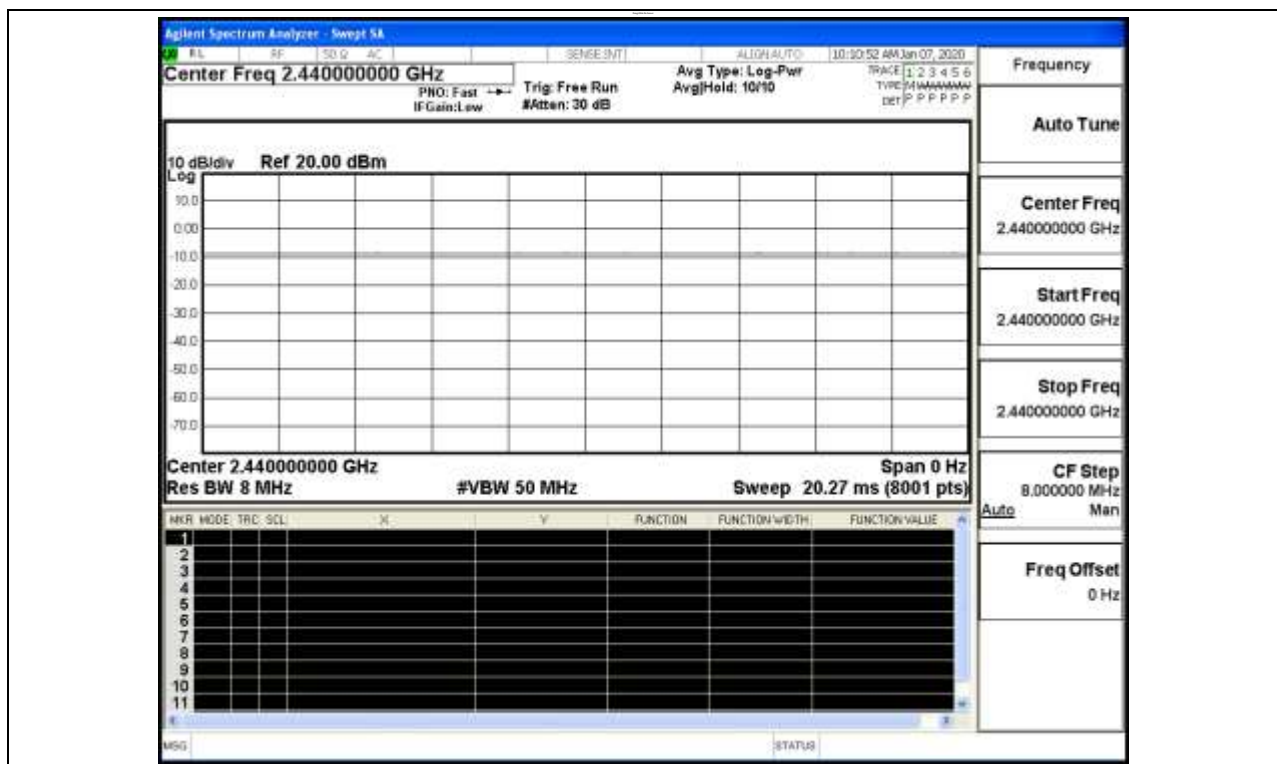 Agilent Spectrum Analyzer - Swept SA
RL RF 50 Ω AC SENSE:INT ALIGN AUTO 10:10:52 AM Jan 07, 2020
Center Freq 2.440000000 GHz
PNO: Fast
IFGain:Low
Trig: Free Run
#Atten: 30 dB
Avg Type: Log-Pwr
Avg|Hold: 10/10
TRACE 1 2 3 4 5 6
TYPE M WWWWW
DET P P P P P P
10 dB/div Ref 20.00 dBm
Log
10.0
0.00
-10.0
-20.0
-30.0
-40.0
-50.0
-60.0
-70.0
Center 2.440000000 GHz Span 0 Hz
Res BW 8 MHz #VBW 50 MHz Sweep 20.27 ms (8001 pts)
MKR MODE TRC SCL X Y FUNCTION FUNCTION WIDTH FUNCTION VALUE
1
2
3
4
5
6
7
8
9
10
11
MSG STATUS
Frequency
Auto Tune
Center Freq
2.440000000 GHz
Start Freq
2.440000000 GHz
Stop Freq
2.440000000 GHz
CF Step
8.000000 MHz
Auto Man
Freq Offset
0 Hz